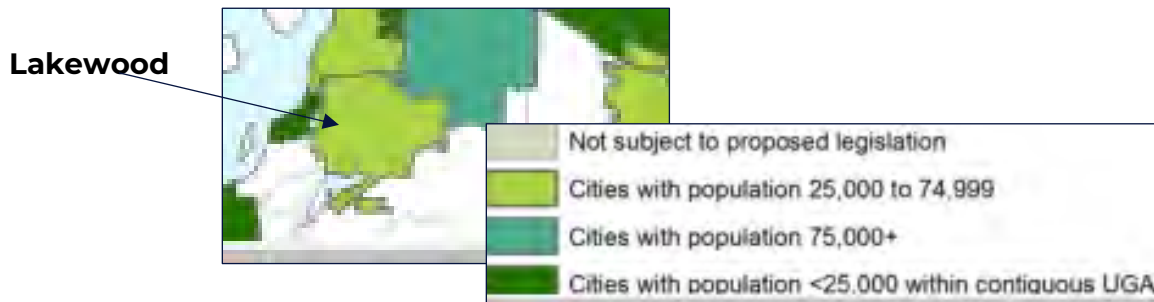 Lakewood
Not subject to proposed legislation
Cities with population 25,000 to 74,999
Cities with population 75,000+
Cities with population <25,000 within contiguous UGA